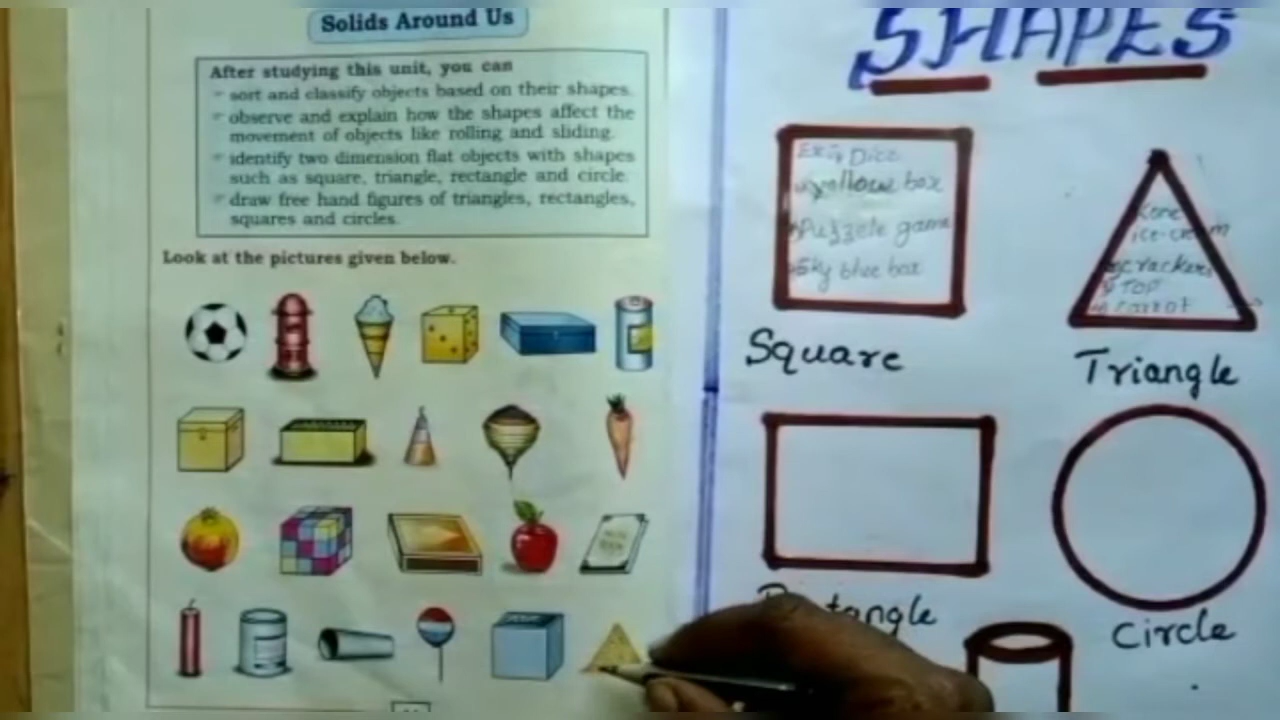 Solids Around Us
After studying this unit, you can
sort and classify objects based on their shapes.
observe and explain how the shapes affect the
movement of objects like rolling and sliding.
identify two dimension flat objects with shapes
such as square, triangle, rectangle and circle.
draw free hand figures of triangles, rectangles,
squares and circles.
Look at the pictures given below.
SHAPES
Dice
yellow box
Puzzele game
Sky blue box
Square
Kone
ice-cream
crackers
TOP
carrot
Triangle
Circle